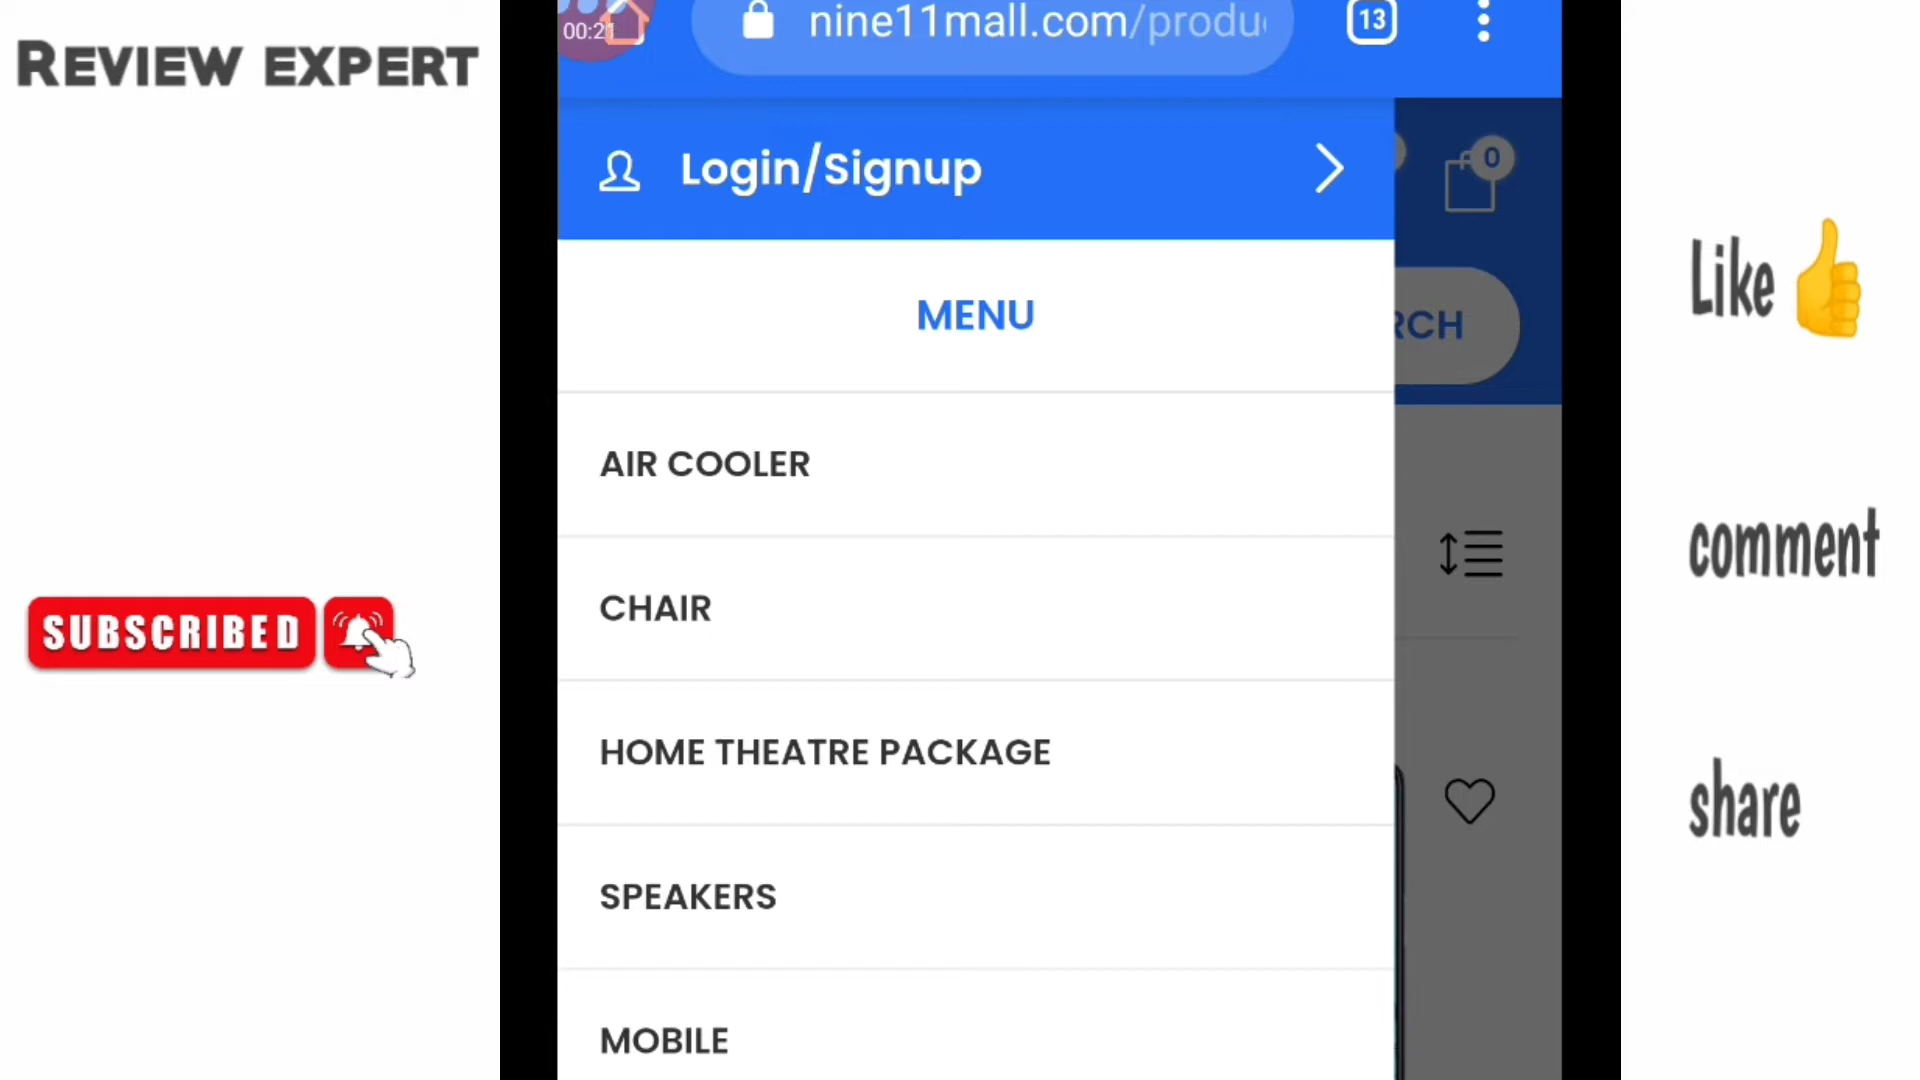 REVIEW EXPERT
00:21
nine11mall.com/produ
13
Login/Signup
0
MENU
RCH
AIR COOLER
CHAIR
HOME THEATRE PACKAGE
SPEAKERS
MOBILE
SUBSCRIBED
Like
comment
share